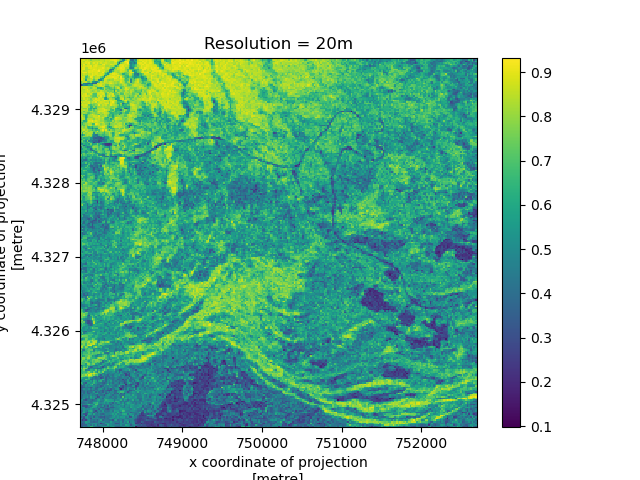 Resolution = 20m
1e6
4.329
4.328
4.327
4.326
4.325
y coordinate of projection
[metre]
748000 749000 750000 751000 752000
x coordinate of projection
[metre]
0.9
0.8
0.7
0.6
0.5
0.4
0.3
0.2
0.1